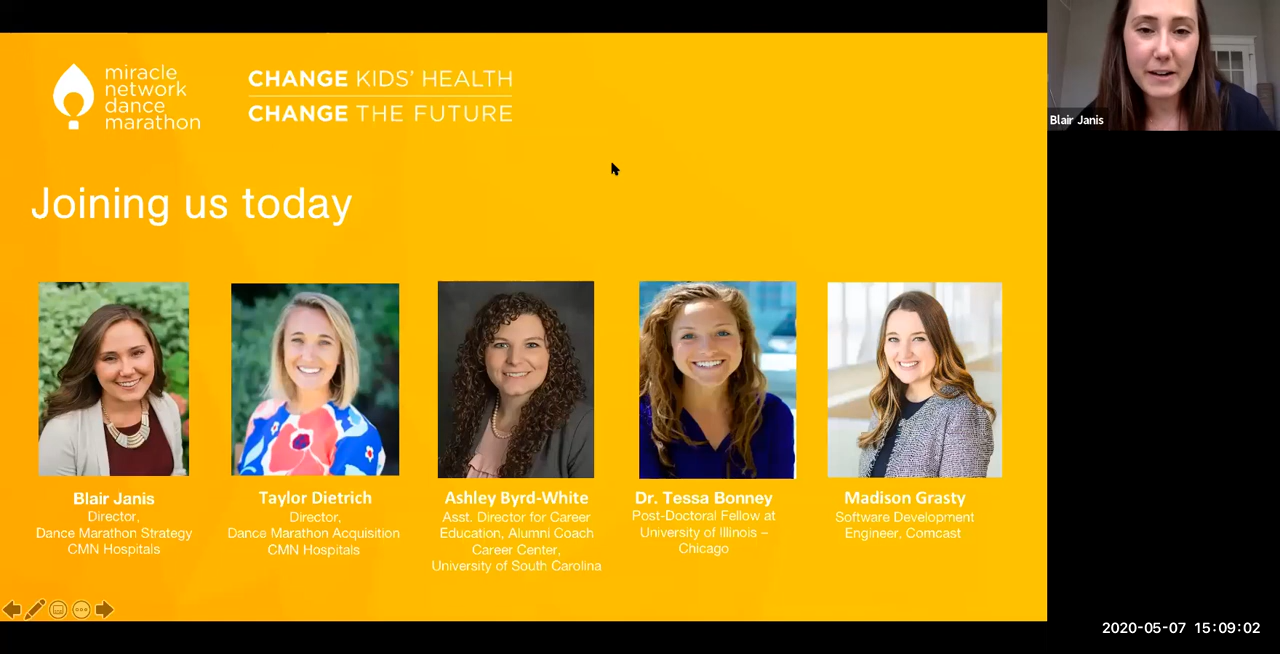 miracle
network
dance
marathon
CHANGE KIDS' HEALTH
CHANGE THE FUTURE
Blair Janis
Joining us today
Blair Janis
Director,
Dance Marathon Strategy
CMN Hospitals
Taylor Dietrich
Director,
Dance Marathon Acquisition
CMN Hospitals
Ashley Byrd-White
Asst. Director for Career
Education, Alumni Coach
Career Center,
University of South Carolina
Dr. Tessa Bonney
Post-Doctoral Fellow at
University of Illinois –
Chicago
Madison Grasty
Software Development
Engineer, Comcast
2020-05-07 15:09:02